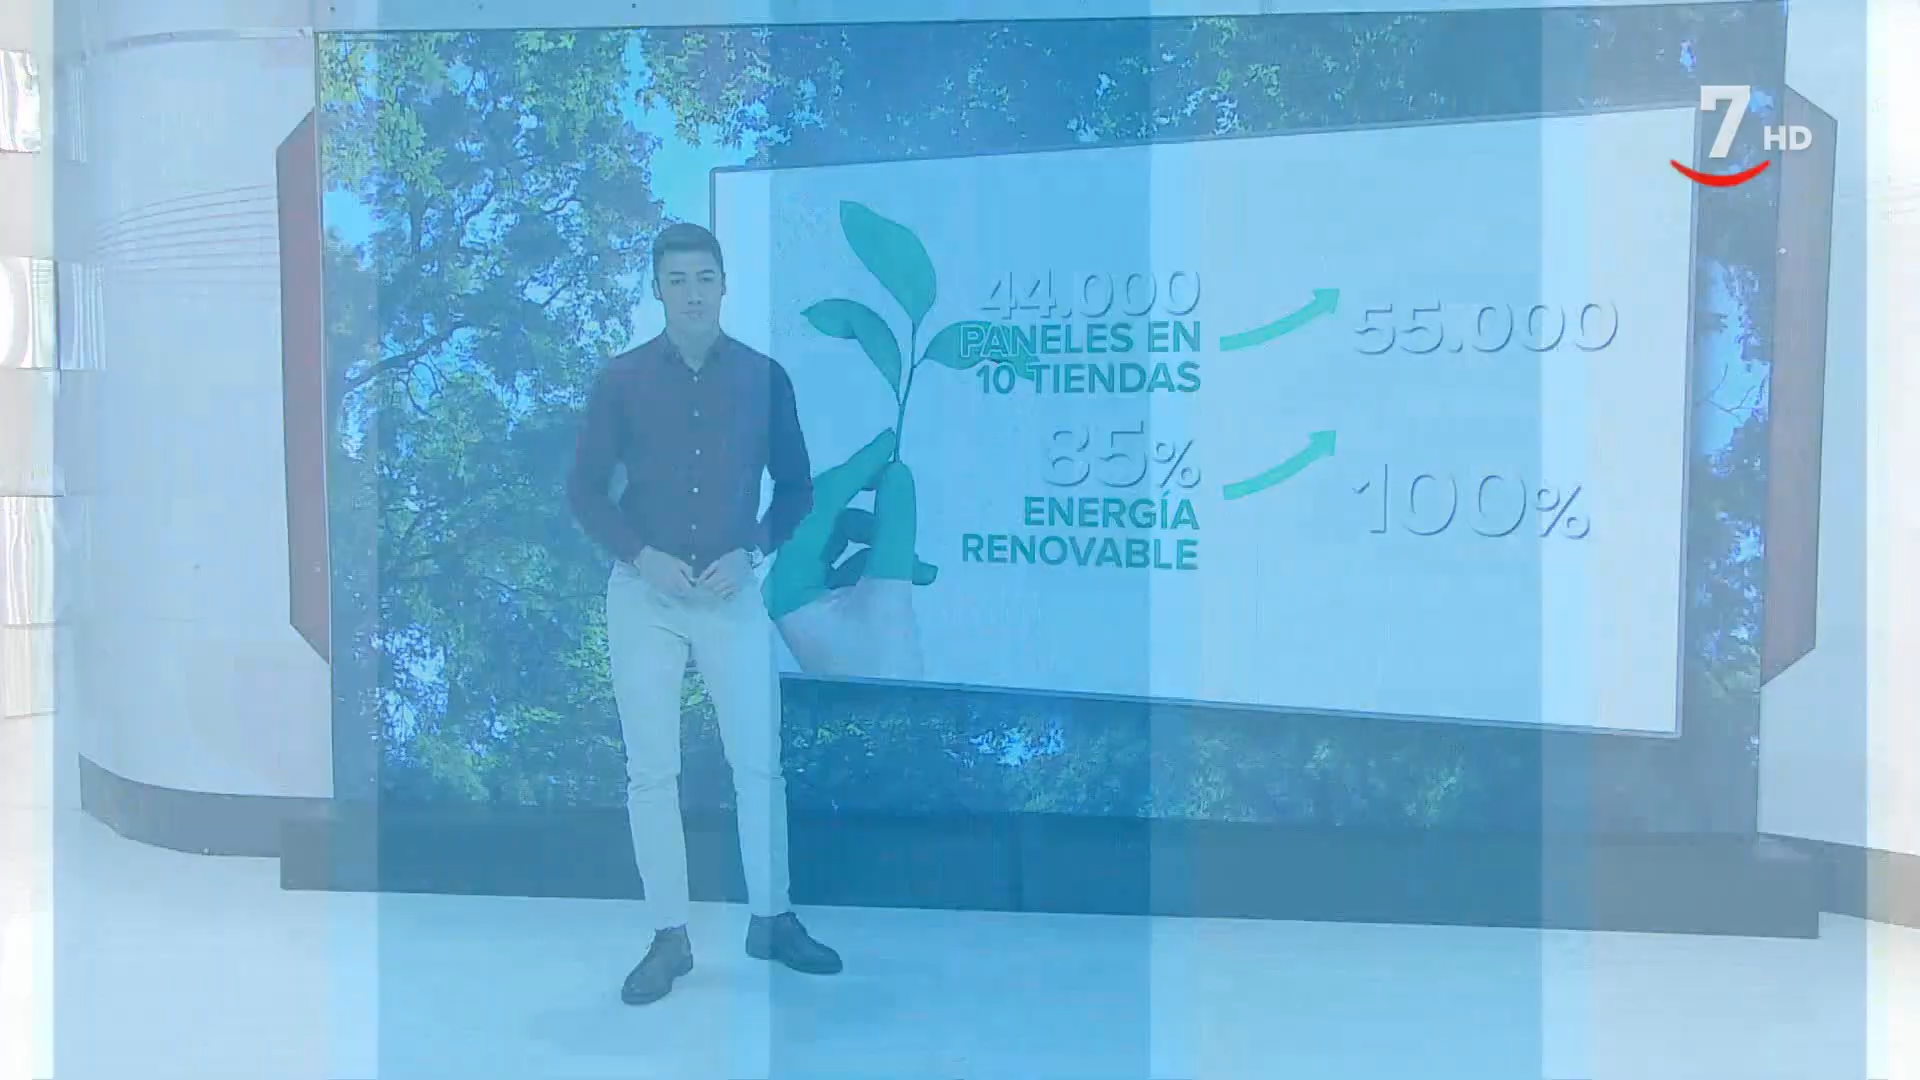 7 HD
44.000
PANELES EN
10 TIENDAS
55.000
85%
ENERGÍA
RENOVABLE
100%